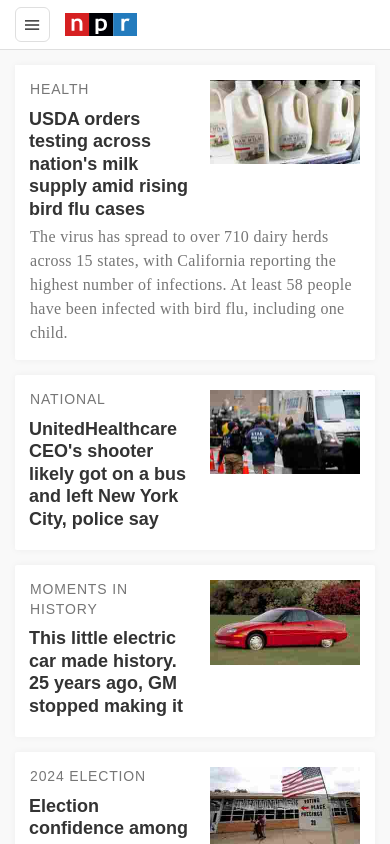 npr
HEALTH
USDA orders
testing across
nation's milk
supply amid rising
bird flu cases
The virus has spread to over 710 dairy herds
across 15 states, with California reporting the
highest number of infections. At least 58 people
have been infected with bird flu, including one
child.
NATIONAL
UnitedHealthcare
CEO's shooter
likely got on a bus
and left New York
City, police say
MOMENTS IN
HISTORY
This little electric
car made history.
25 years ago, GM
stopped making it
2024 ELECTION
Election
confidence among
VOTING
PLACE
PRECINCT